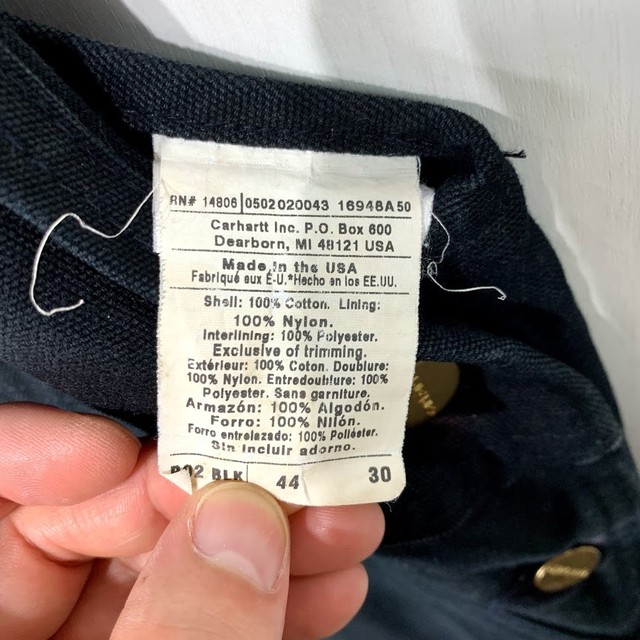 RN# 14806 0502020043 16946A50
Carhartt Inc. P.O. Box 600
Dearborn, MI 48121 USA
Made in the USA
Fabriqué aux É-U.*Hecho en los EE.UU.
Shell: 100% Cotton. Lining:
100% Nylon.
Interlining: 100% Polyester.
Exclusive of trimming.
Extérieur: 100% Coton. Doublure:
100% Nylon. Entredoublure: 100%
Polyester. Sans garniture.
Armazón: 100% Algodón.
Forro: 100% Nilón.
Forro entrelazado: 100% Poliéster.
Sin incluir adorno.
R02 BLK 44 30